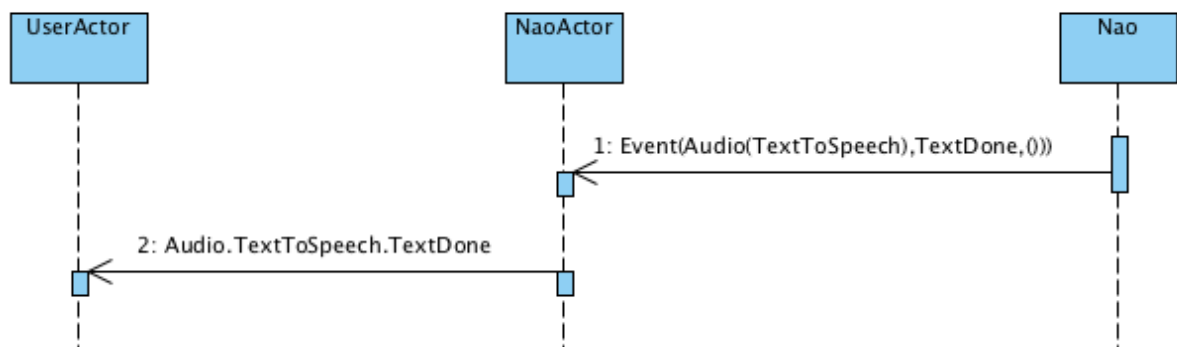 UserActor
NaoActor
Nao
1: Event(Audio(TextToSpeech),TextDone,()))
2: Audio.TextToSpeech.TextDone